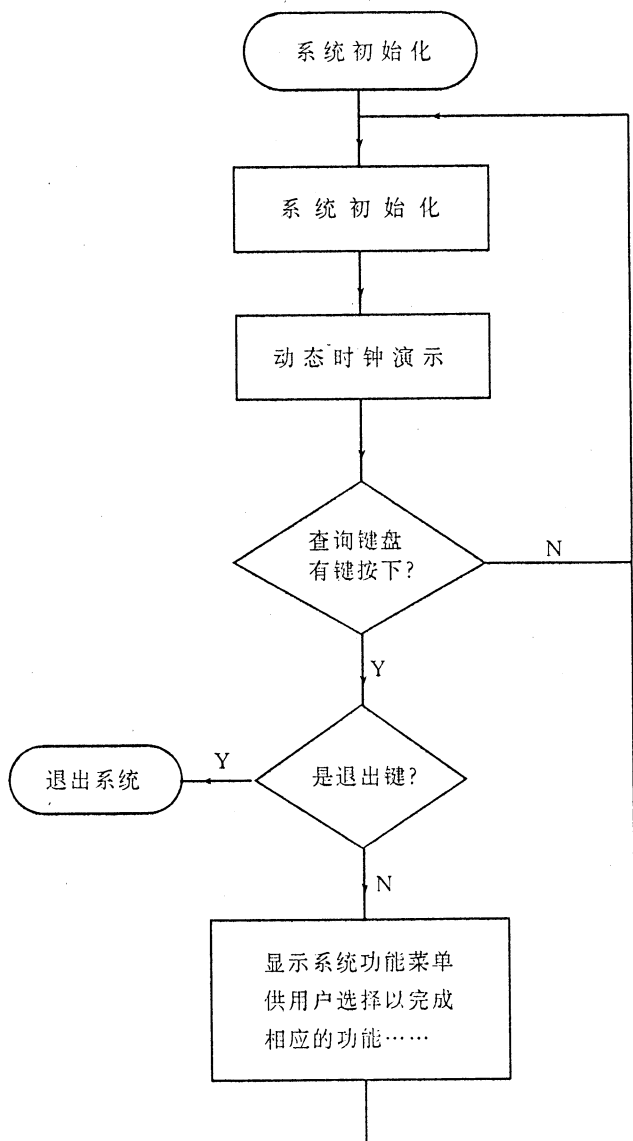 系统初始化
系统初始化
动态时钟演示
查询键盘
有键按下?
N
Y
是退出键?
Y
退出系统
N
显示系统功能菜单
供用户选择以完成
相应的功能……